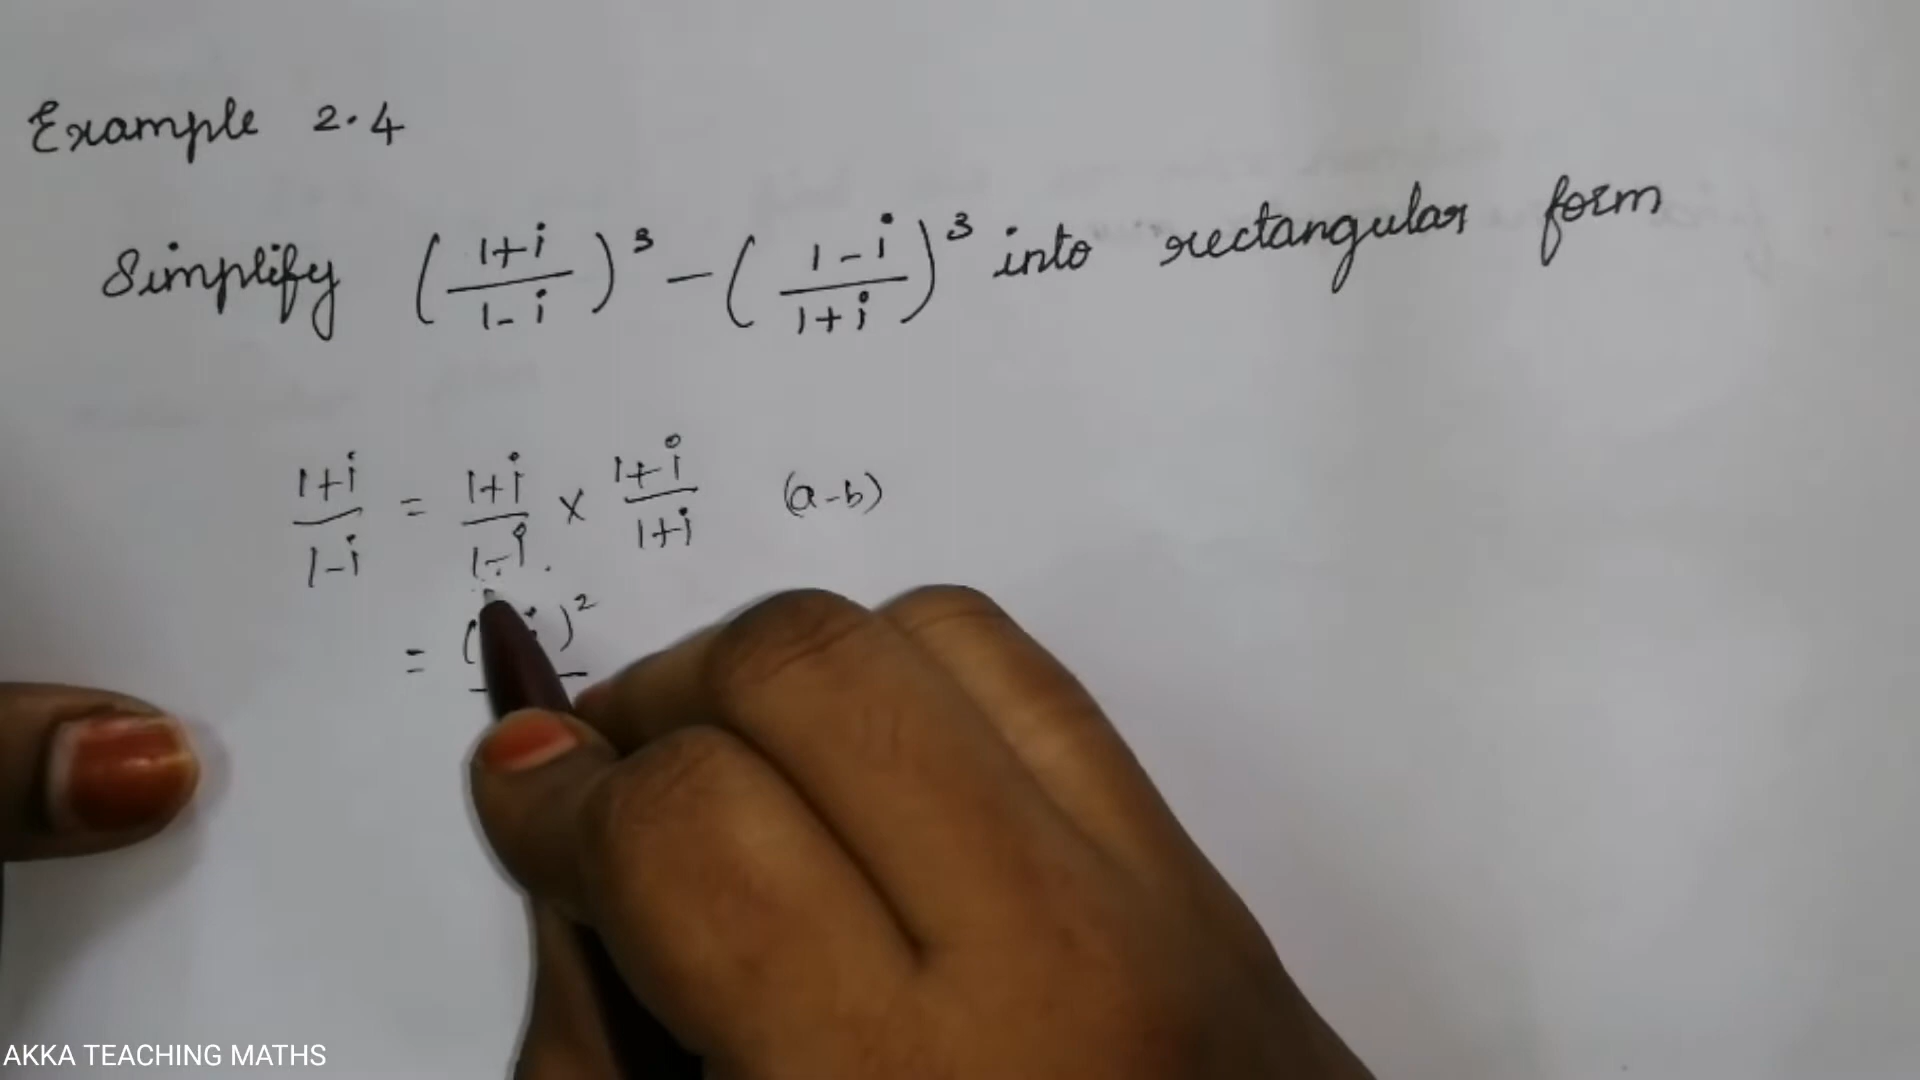 Example 2.4
Simplify (1+i/1-i)³ - (1-i/1+i)³ into rectangular form
1+i/1-i = 1+i/1-i × 1+i/1+i (a-b)
= ( )²
AKKA TEACHING MATHS